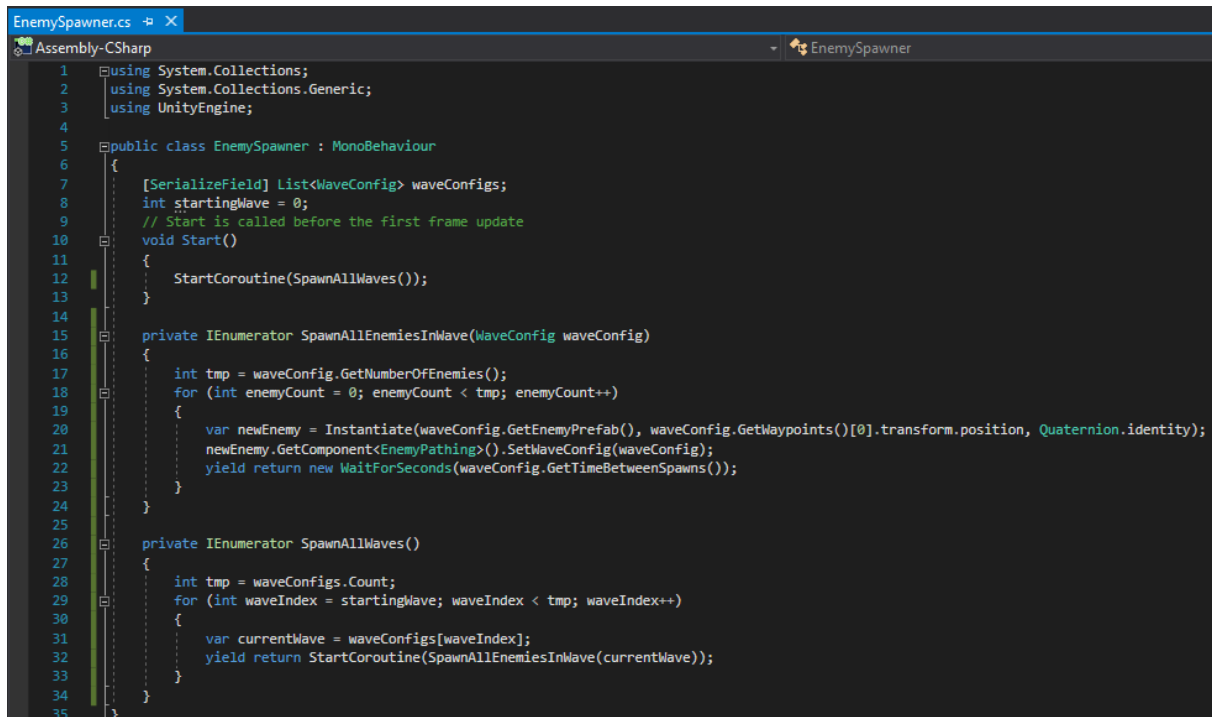 EnemySpawner.cs
Assembly-CSharp EnemySpawner
1 using System.Collections;
2 using System.Collections.Generic;
3 using UnityEngine;
4
5 public class EnemySpawner : MonoBehaviour
6 {
7 [SerializeField] List<WaveConfig> waveConfigs;
8 int startingWave = 0;
9 // Start is called before the first frame update
10 void Start()
11 {
12 StartCoroutine(SpawnAllWaves());
13 }
14
15 private IEnumerator SpawnAllEnemiesInWave(WaveConfig waveConfig)
16 {
17 int tmp = waveConfig.GetNumberOfEnemies();
18 for (int enemyCount = 0; enemyCount < tmp; enemyCount++)
19 {
20 var newEnemy = Instantiate(waveConfig.GetEnemyPrefab(), waveConfig.GetWaypoints()[0].transform.position, Quaternion.identity);
21 newEnemy.GetComponent<EnemyPathing>().SetWaveConfig(waveConfig);
22 yield return new WaitForSeconds(waveConfig.GetTimeBetweenSpawns());
23 }
24 }
25
26 private IEnumerator SpawnAllWaves()
27 {
28 int tmp = waveConfigs.Count;
29 for (int waveIndex = startingWave; waveIndex < tmp; waveIndex++)
30 {
31 var currentWave = waveConfigs[waveIndex];
32 yield return StartCoroutine(SpawnAllEnemiesInWave(currentWave));
33 }
34 }
35 }